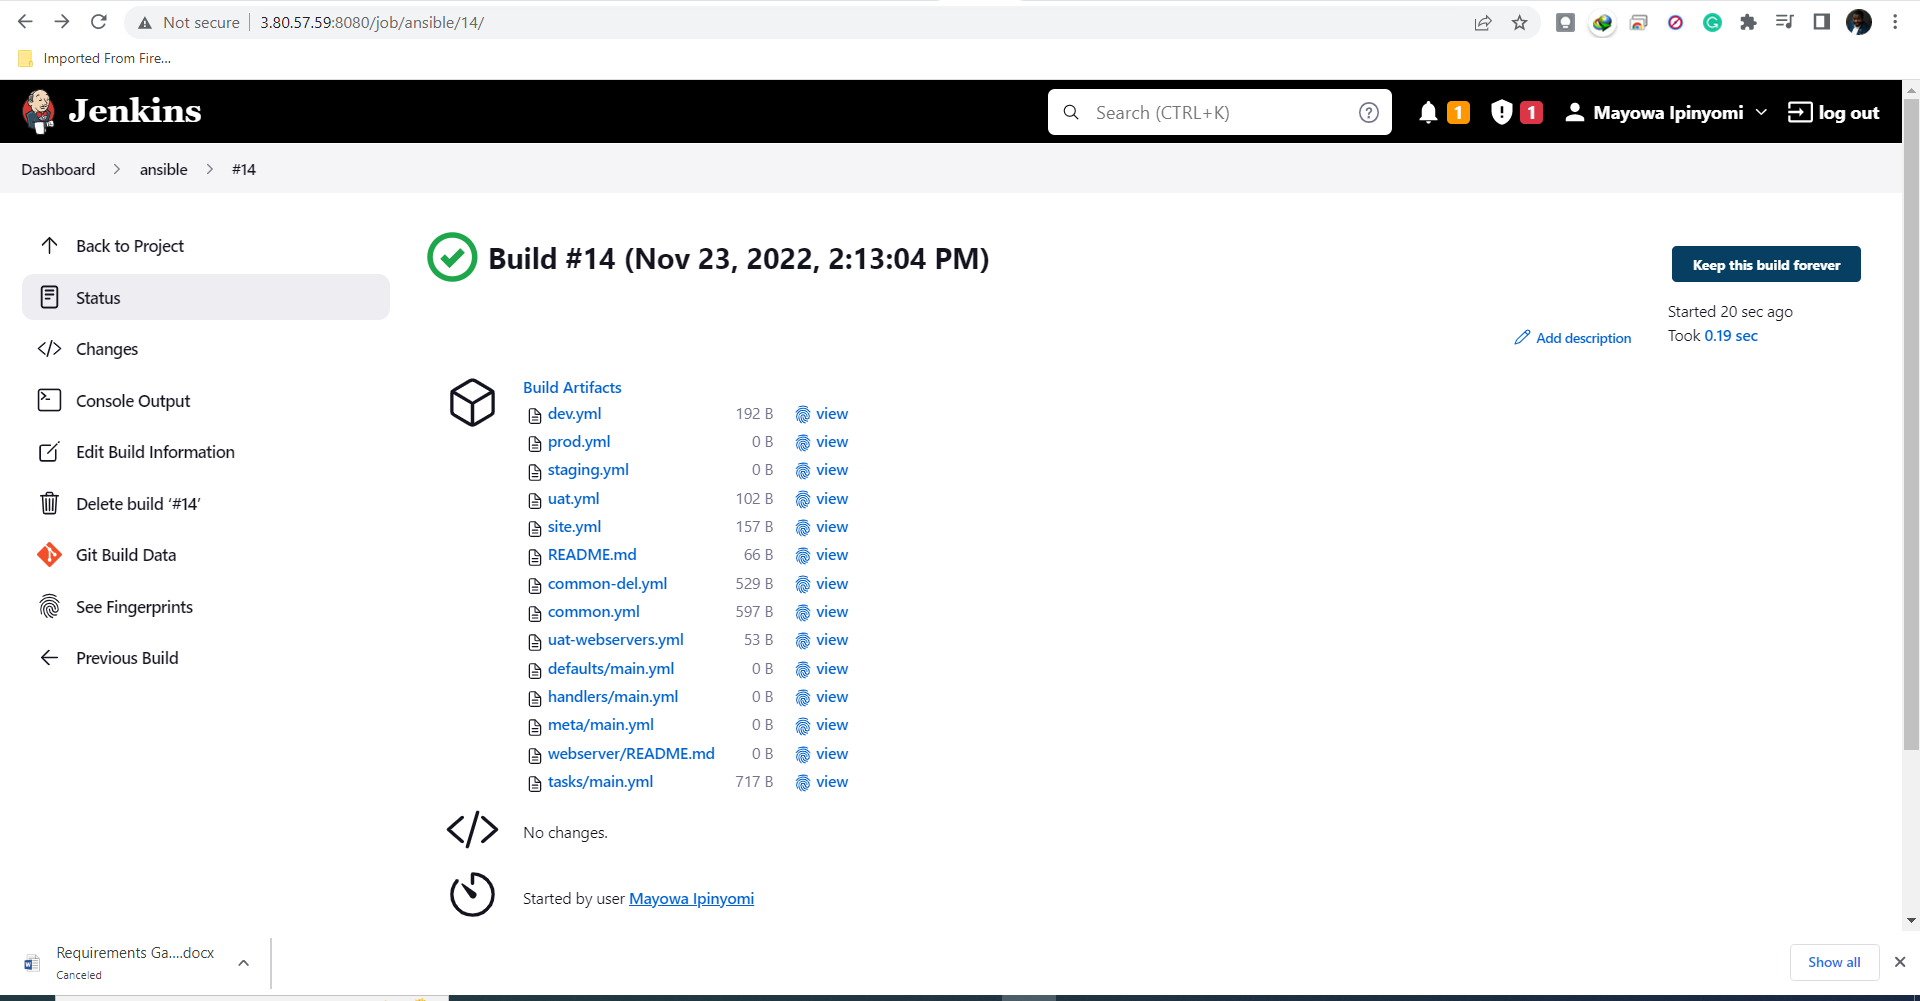 Not secure 3.80.57.59:8080/job/ansible/14/
Imported From Fire...
Jenkins Search (CTRL+K) ? 1 1 Mayowa Ipinyomi log out
Dashboard ansible #14
Back to Project
Status
Changes
Console Output
Edit Build Information
Delete build ‘#14’
Git Build Data
See Fingerprints
Previous Build
Build #14 (Nov 23, 2022, 2:13:04 PM)
Keep this build forever
Started 20 sec ago
Took 0.19 sec
Add description
Build Artifacts
dev.yml 192 B view
prod.yml 0 B view
staging.yml 0 B view
uat.yml 102 B view
site.yml 157 B view
README.md 66 B view
common-del.yml 529 B view
common.yml 597 B view
uat-webservers.yml 53 B view
defaults/main.yml 0 B view
handlers/main.yml 0 B view
meta/main.yml 0 B view
webserver/README.md 0 B view
tasks/main.yml 717 B view
No changes.
Started by user Mayowa Ipinyomi
Requirements Ga....docx
Canceled
Show all